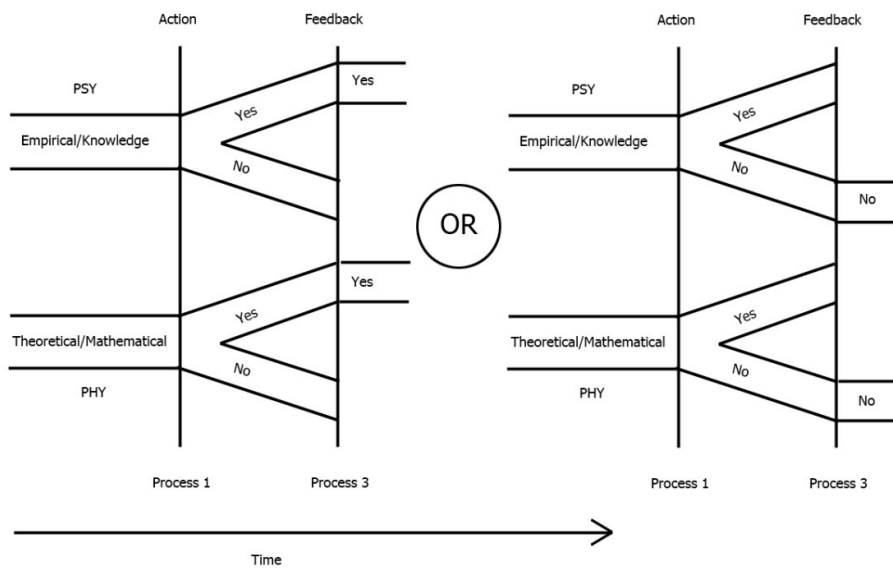 Action
Feedback
PSY
Yes
Yes
Empirical/Knowledge
No
Yes
Yes
Theoretical/Mathematical
No
PHY
Process 1
Process 3
OR
Action
Feedback
PSY
Yes
Empirical/Knowledge
No
No
Yes
Theoretical/Mathematical
No
No
PHY
Process 1
Process 3
Time